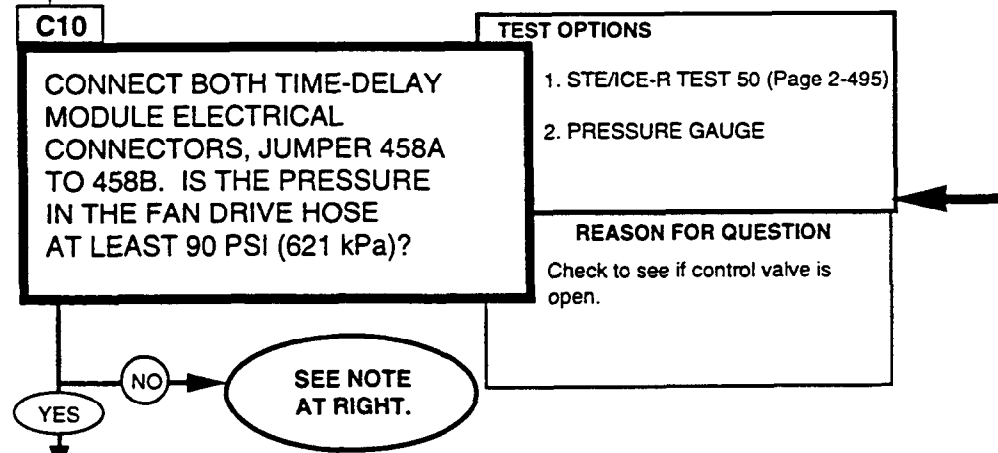 C10
CONNECT BOTH TIME-DELAY
MODULE ELECTRICAL
CONNECTORS, JUMPER 458A
TO 458B. IS THE PRESSURE
IN THE FAN DRIVE HOSE
AT LEAST 90 PSI (621 kPa)?
TEST OPTIONS
1. STE/ICE-R TEST 50 (Page 2-495)
2. PRESSURE GAUGE
REASON FOR QUESTION
Check to see if control valve is
open.
NO
SEE NOTE
AT RIGHT.
YES